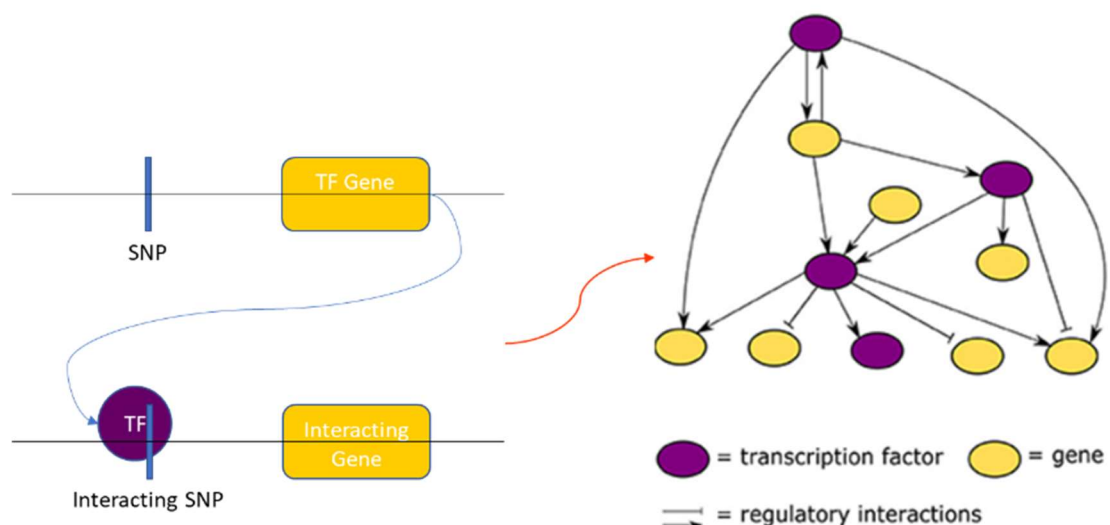 TF Gene
SNP
TF
Interacting
Gene
Interacting SNP
= transcription factor
= gene
= regulatory interactions